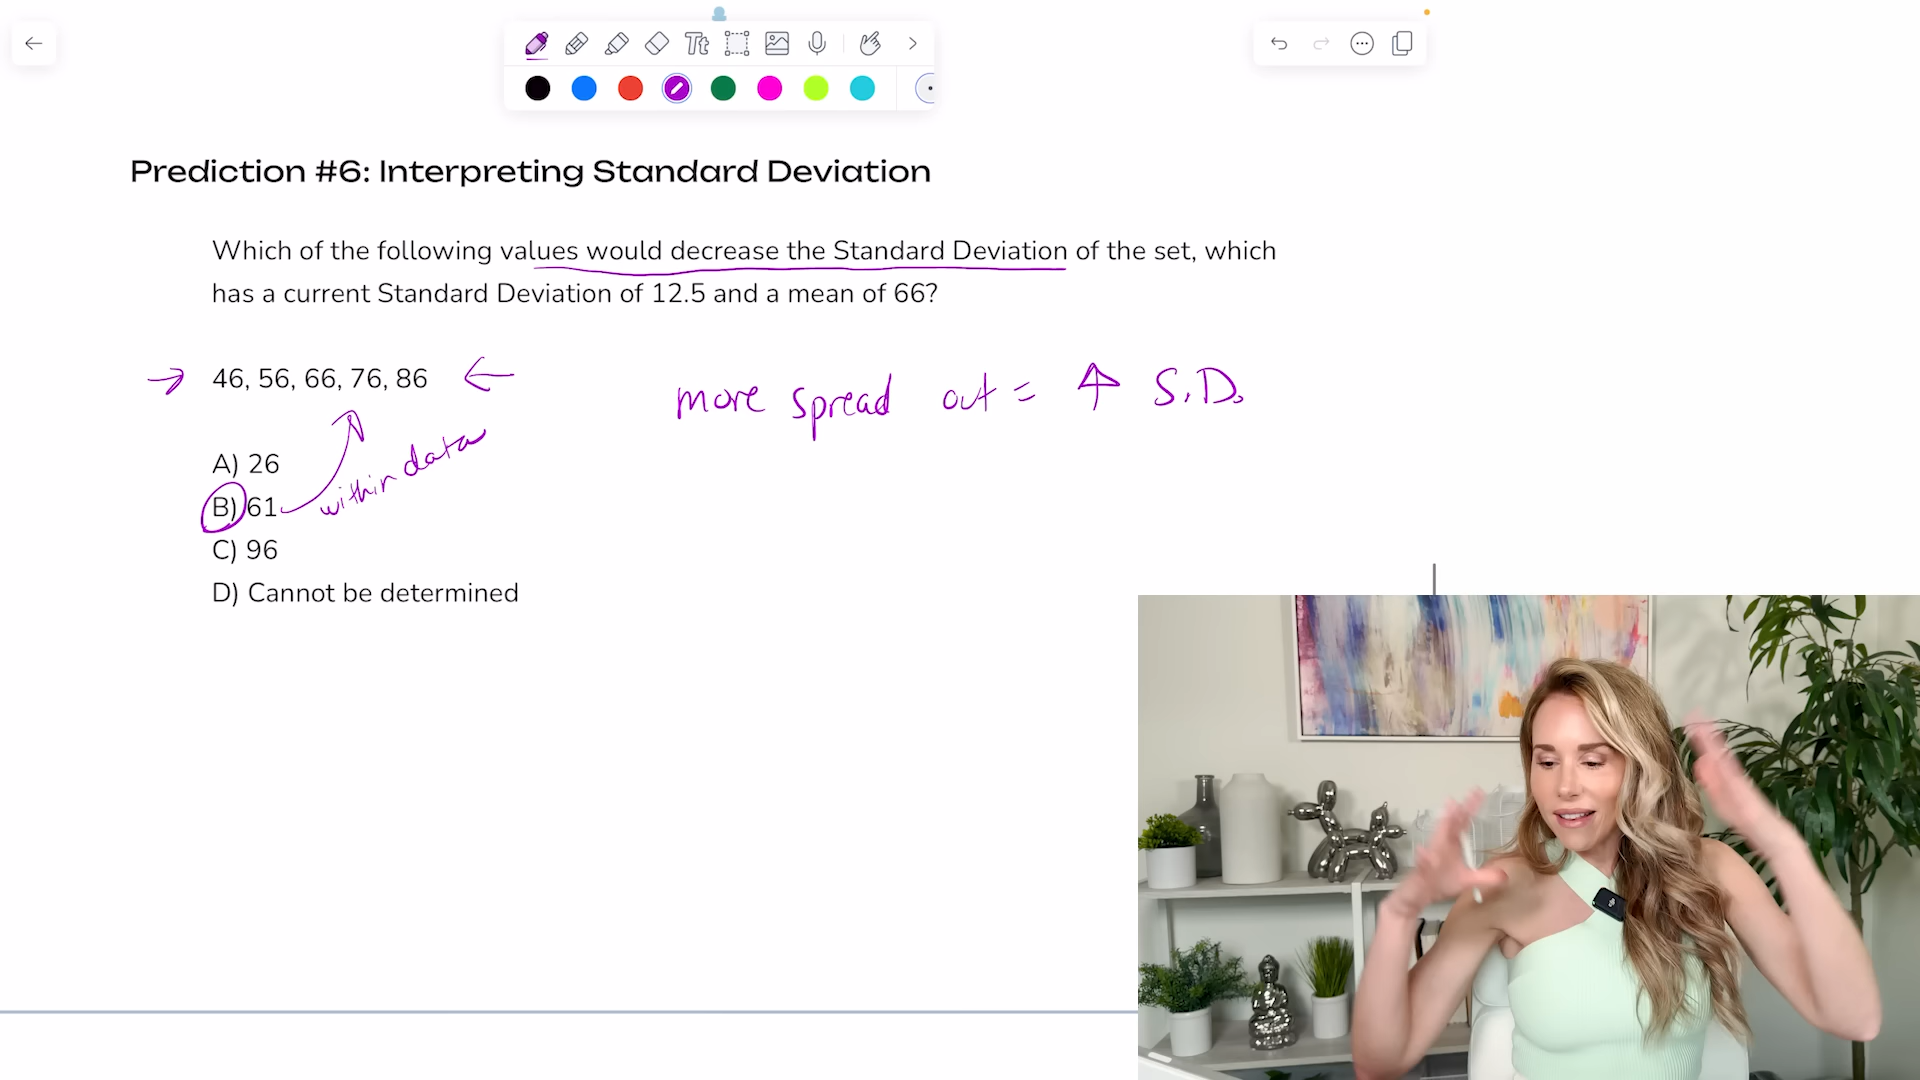 Tt
Prediction #6: Interpreting Standard Deviation
Which of the following values would decrease the Standard Deviation of the set, which
has a current Standard Deviation of 12.5 and a mean of 66?
46, 56, 66, 76, 86
more spread out = ↑ S.D.
within data
A) 26
B) 61
C) 96
D) Cannot be determined